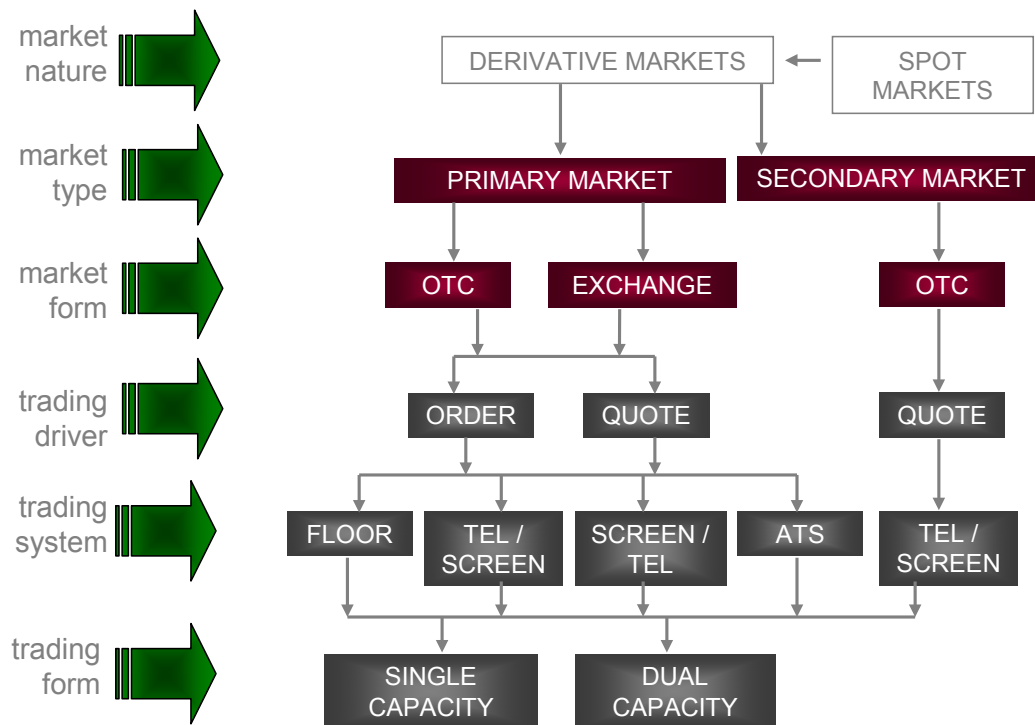 market
nature
DERIVATIVE MARKETS
SPOT
MARKETS
market
type
PRIMARY MARKET
SECONDARY MARKET
market
form
OTC
EXCHANGE
OTC
trading
driver
ORDER
QUOTE
QUOTE
trading
system
FLOOR
TEL /
SCREEN
SCREEN /
TEL
ATS
TEL /
SCREEN
trading
form
SINGLE
CAPACITY
DUAL
CAPACITY